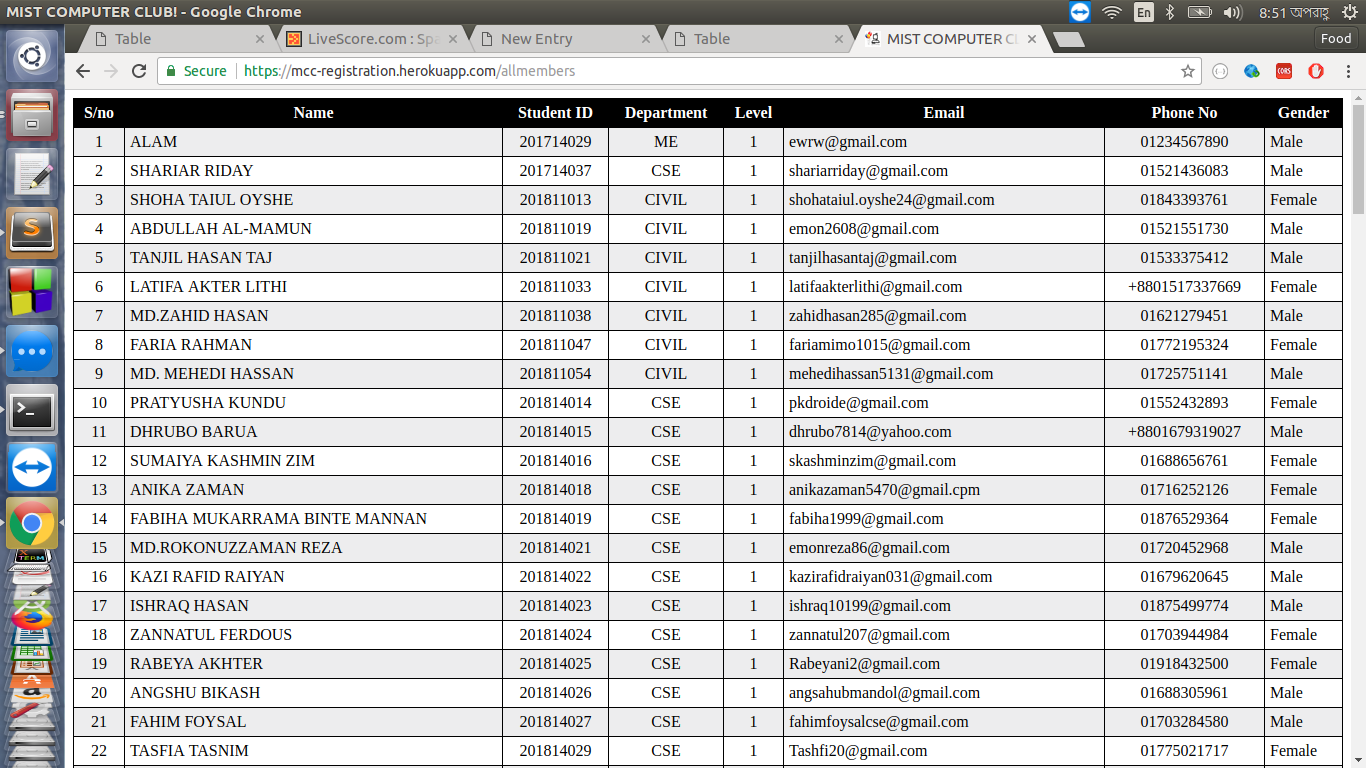 MIST COMPUTER CLUB! - Google Chrome
En
8:51 অপরাহ্ণ
Table
LiveScore.com : Spa
New Entry
Table
MIST COMPUTER CL
Food
Secure https://mcc-registration.herokuapp.com/allmembers
CORS
S/no Name Student ID Department Level Email Phone No Gender
1 ALAM 201714029 ME 1 ewrw@gmail.com 01234567890 Male
2 SHARIAR RIDAY 201714037 CSE 1 shariarriday@gmail.com 01521436083 Male
3 SHOHA TAIUL OYSHE 201811013 CIVIL 1 shohataiul.oyshe24@gmail.com 01843393761 Female
4 ABDULLAH AL-MAMUN 201811019 CIVIL 1 emon2608@gmail.com 01521551730 Male
5 TANJIL HASAN TAJ 201811021 CIVIL 1 tanjilhasantaj@gmail.com 01533375412 Male
6 LATIFA AKTER LITHI 201811033 CIVIL 1 latifaakterlithi@gmail.com +8801517337669 Female
7 MD.ZAHID HASAN 201811038 CIVIL 1 zahidhasan285@gmail.com 01621279451 Male
8 FARIA RAHMAN 201811047 CIVIL 1 fariamimo1015@gmail.com 01772195324 Female
9 MD. MEHEDI HASSAN 201811054 CIVIL 1 mehedihassan5131@gmail.com 01725751141 Male
10 PRATYUSHA KUNDU 201814014 CSE 1 pkdroide@gmail.com 01552432893 Female
11 DHRUBO BARUA 201814015 CSE 1 dhrubo7814@yahoo.com +8801679319027 Male
12 SUMAIYA KASHMIN ZIM 201814016 CSE 1 skashminzim@gmail.com 01688656761 Female
13 ANIKA ZAMAN 201814018 CSE 1 anikazaman5470@gmail.cpm 01716252126 Female
14 FABIHA MUKARRAMA BINTE MANNAN 201814019 CSE 1 fabiha1999@gmail.com 01876529364 Female
15 MD.ROKONUZZAMAN REZA 201814021 CSE 1 emonreza86@gmail.com 01720452968 Male
16 KAZI RAFID RAIYAN 201814022 CSE 1 kazirafidraiyan031@gmail.com 01679620645 Male
17 ISHRAQ HASAN 201814023 CSE 1 ishraq10199@gmail.com 01875499774 Male
18 ZANNATUL FERDOUS 201814024 CSE 1 zannatul207@gmail.com 01703944984 Female
19 RABEYA AKHTER 201814025 CSE 1 Rabeyani2@gmail.com 01918432500 Female
20 ANGSHU BIKASH 201814026 CSE 1 angsahubmandol@gmail.com 01688305961 Male
21 FAHIM FOYSAL 201814027 CSE 1 fahimfoysalcse@gmail.com 01703284580 Male
22 TASFIA TASNIM 201814029 CSE 1 Tashfi20@gmail.com 01775021717 Female